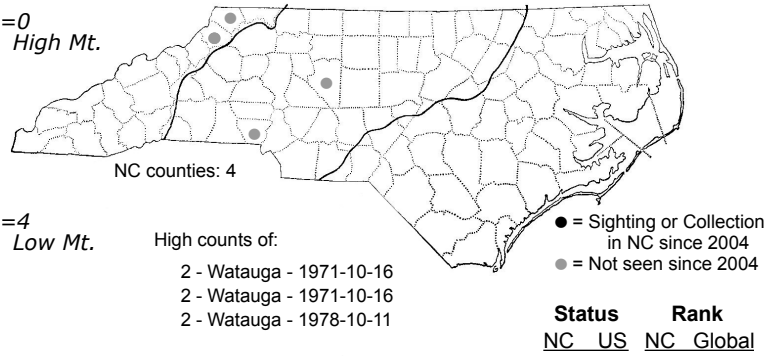 =0
High Mt.
NC counties: 4
=4
Low Mt.
High counts of:
2 - Watauga - 1971-10-16
2 - Watauga - 1971-10-16
2 - Watauga - 1978-10-11
= Sighting or Collection
in NC since 2004
= Not seen since 2004
Status Rank
NC US NC Global